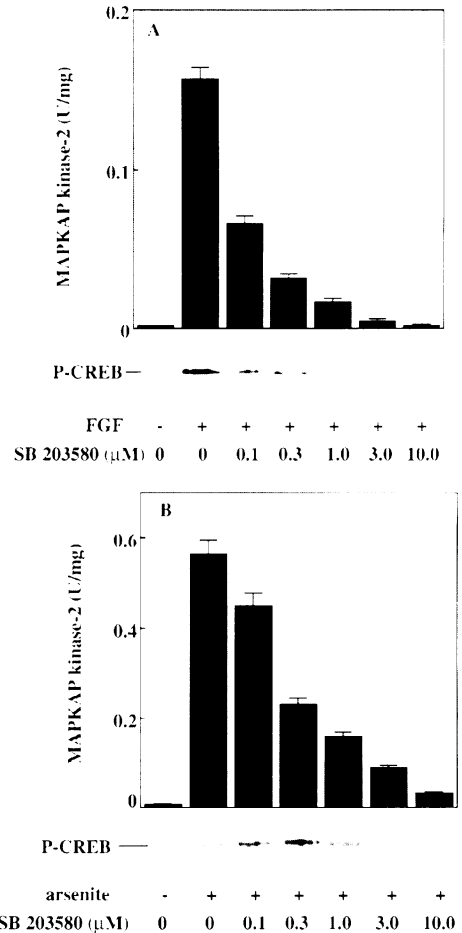 A
0.2
0.1
0
MAPKAP kinase-2 (U/mg)
P-CREB
FGF - + + + + + +
SB 203580 (μM) 0 0 0.1 0.3 1.0 3.0 10.0
B
0.6
0.4
0.2
0
MAPKAP kinase-2 (U/mg)
P-CREB
arsenite - + + + + + +
SB 203580 (μM) 0 0 0.1 0.3 1.0 3.0 10.0